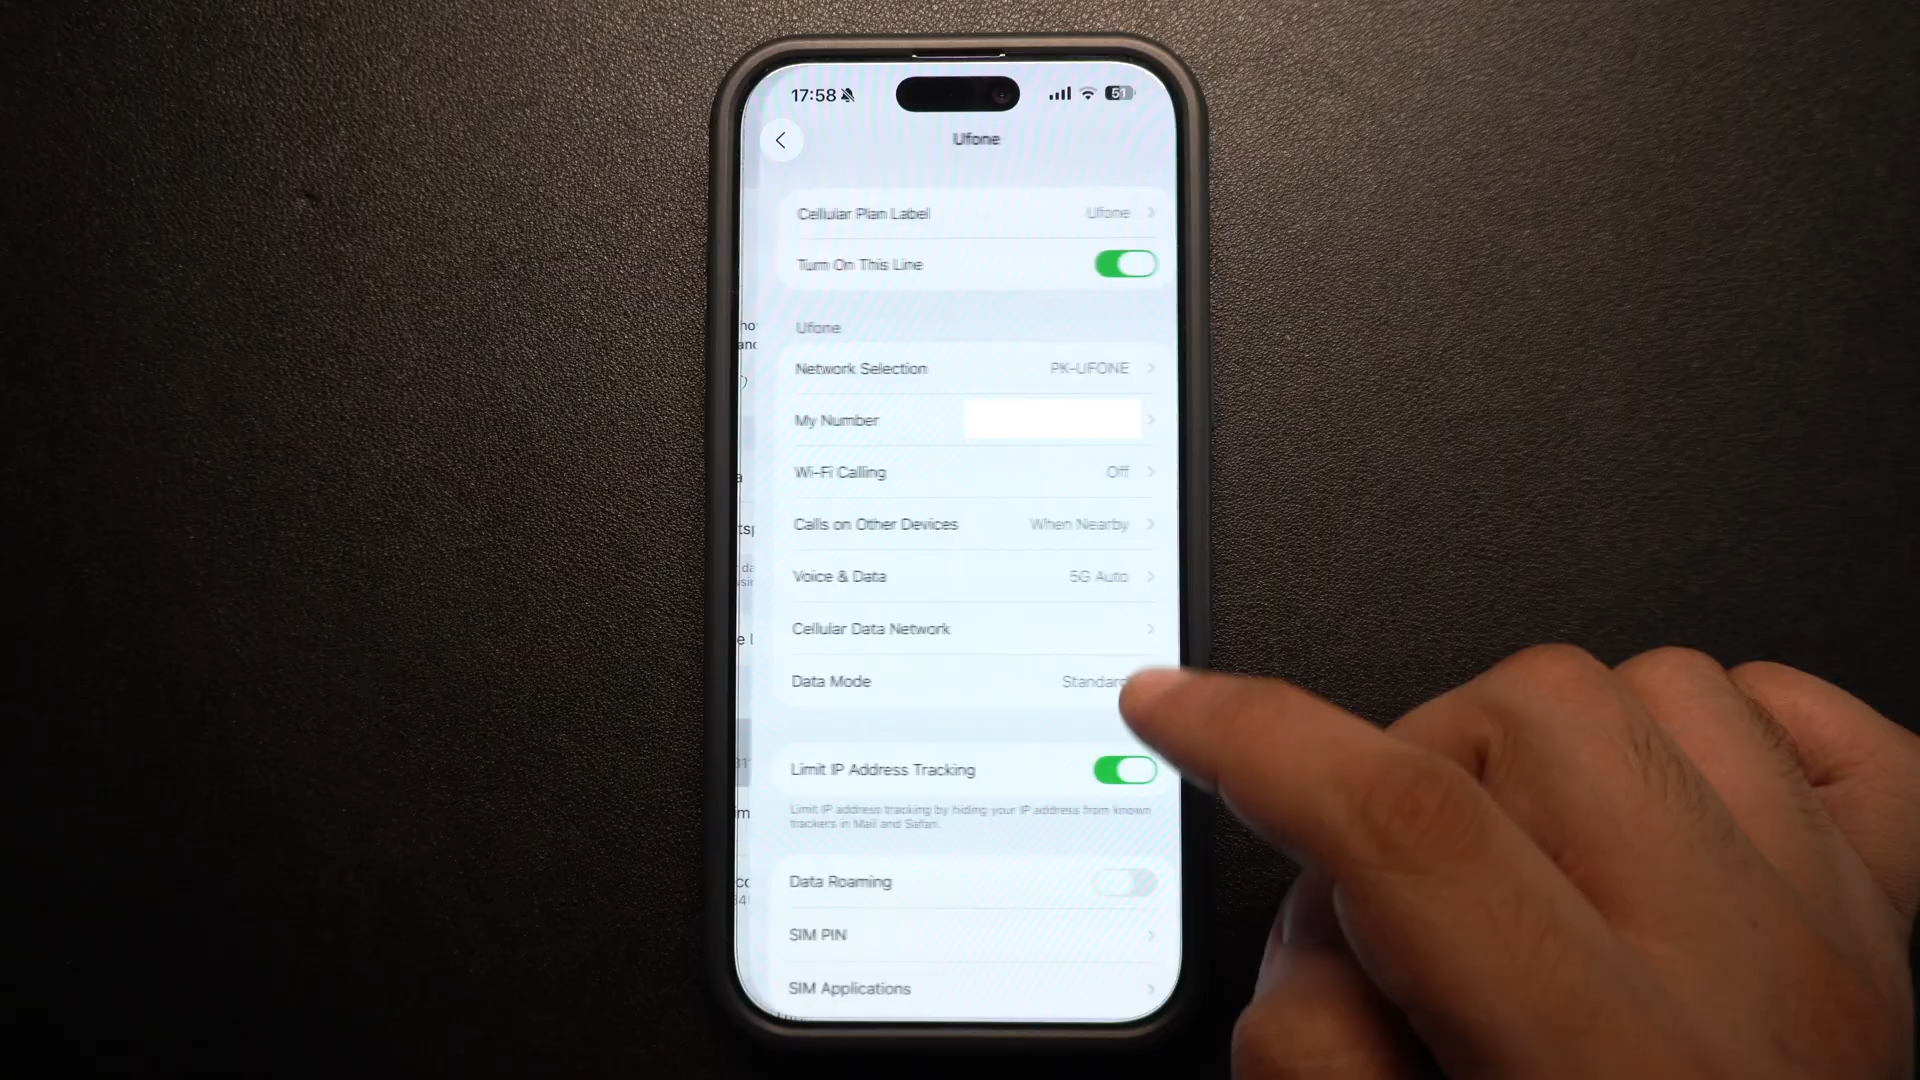 17:58
51
Ufone
Cellular Plan Label Ufone
Turn On This Line
Ufone
Network Selection PK-UFONE
My Number
Wi-Fi Calling Off
Calls on Other Devices When Nearby
Voice & Data 5G Auto
Cellular Data Network
Data Mode Standard
Limit IP Address Tracking
Limit IP address tracking by hiding your IP address from known
trackers in Mail and Safari.
Data Roaming
SIM PIN
SIM Applications